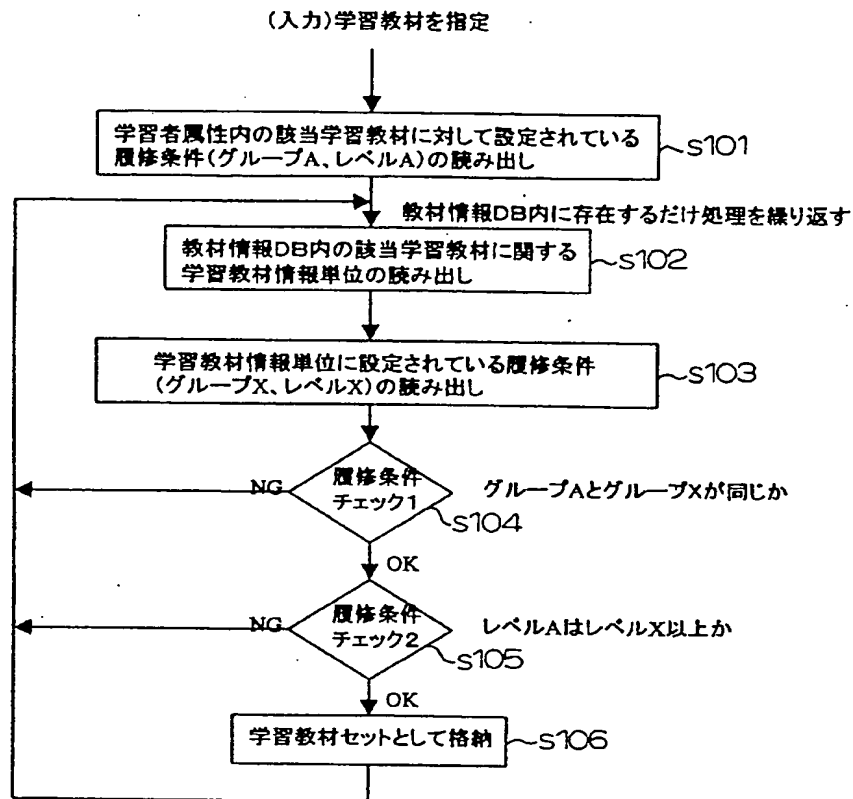 (入力)学習教材を指定
学習者属性内の該当学習教材に対して設定されている
履修条件(グループA、レベルA)の読み出し
s101
教材情報DB内に存在するだけ処理を繰り返す
教材情報DB内の該当学習教材に関する
学習教材情報単位の読み出し
s102
学習教材情報単位に設定されている履修条件
(グループX、レベルX)の読み出し
s103
NG
履修条件
チェック1
グループAとグループXが同じか
s104
OK
NG
履修条件
チェック2
レベルAはレベルX以上か
s105
OK
学習教材セットとして格納
s106